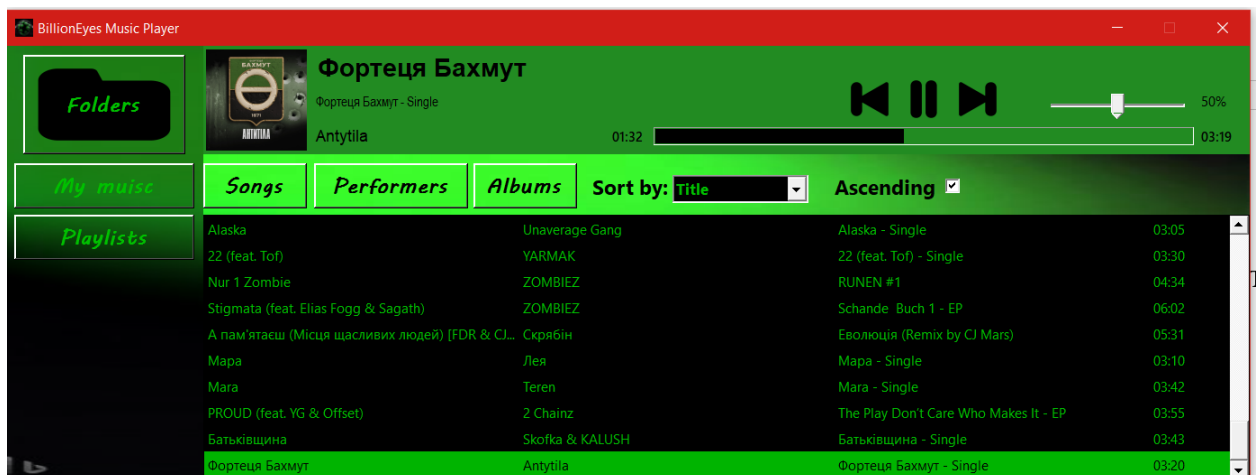 BillionEyes Music Player
Folders
БАХМУТ
АНТИТІЛА
Фортеця Бахмут
Фортеця Бахмут - Single
Antytila
50%
01:32
03:19
My muisc
Playlists
Songs Performers Albums Sort by: Title Ascending
Alaska Unaverage Gang Alaska - Single 03:05
22 (feat. Tof) YARMAK 22 (feat. Tof) - Single 03:30
Nur 1 Zombie ZOMBIEZ RUNEN #1 04:34
Stigmata (feat. Elias Fogg & Sagath) ZOMBIEZ Schande Buch 1 - EP 06:02
А пам'ятаєш (Місця щасливих людей) [FDR & CJ... Скрябін Еволюція (Remix by CJ Mars) 05:31
Мара Лея Мара - Single 03:10
Mara Teren Mara - Single 03:42
PROUD (feat. YG & Offset) 2 Chainz The Play Don't Care Who Makes It - EP 03:55
Батьківщина Skofka & KALUSH Батьківщина - Single 03:43
Фортеця Бахмут Antytila Фортеця Бахмут - Single 03:20